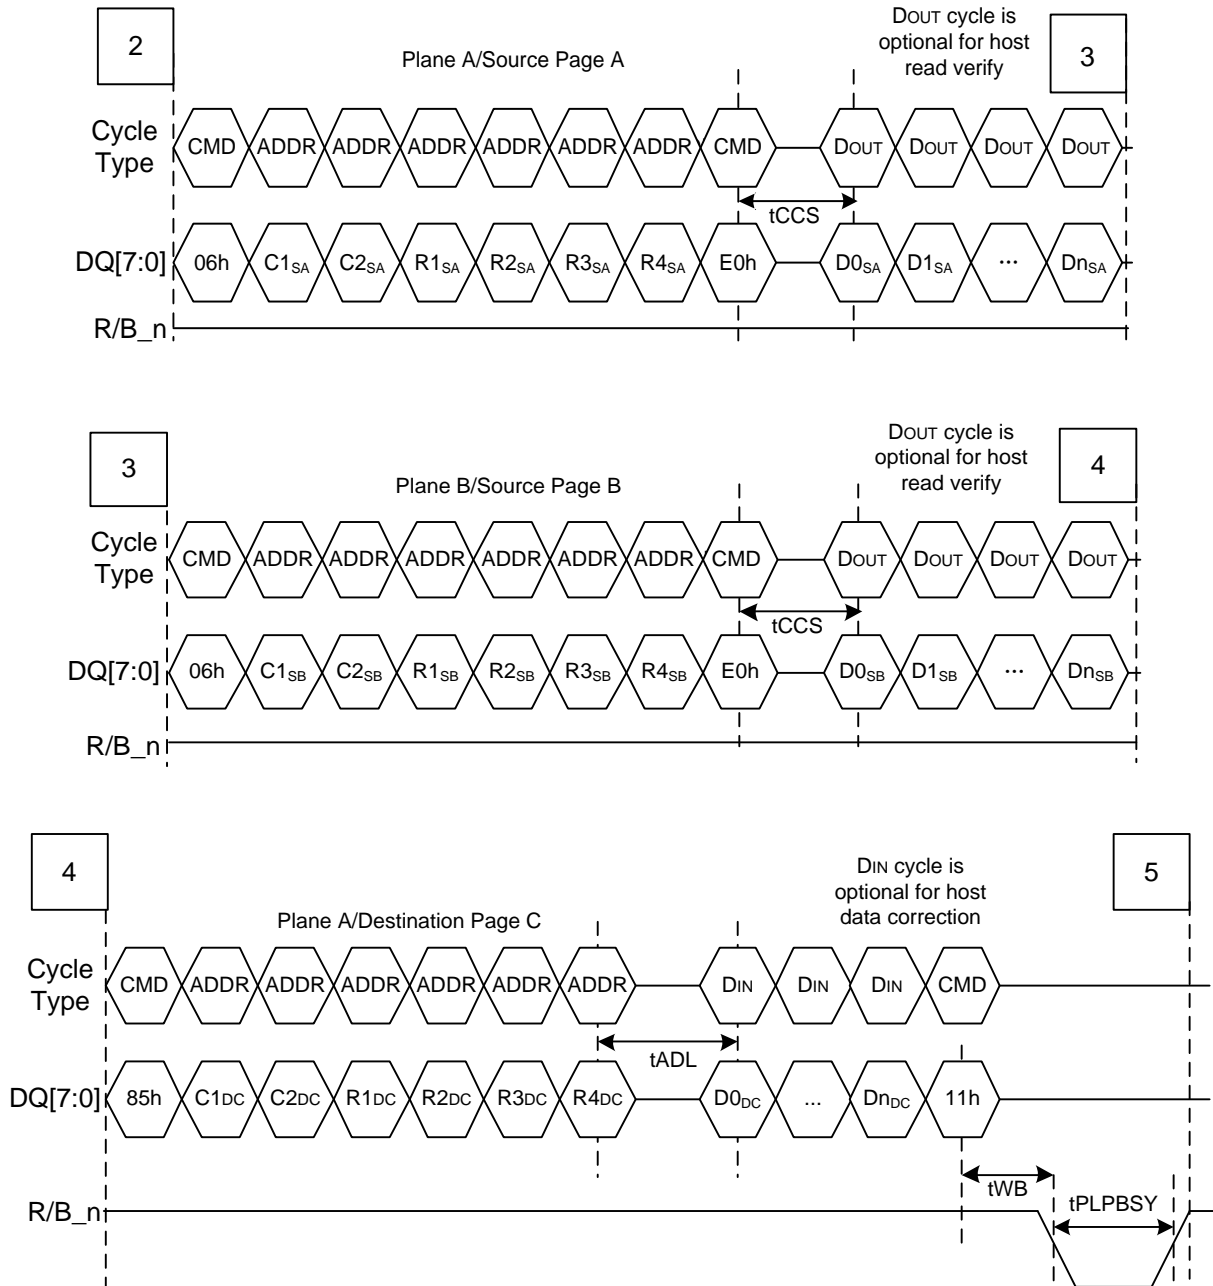 2
Plane A/Source Page A
DOUT cycle is
optional for host
read verify
3
Cycle
Type
CMD ADDR ADDR ADDR ADDR ADDR ADDR CMD DOUT DOUT DOUT DOUT
tCCS
DQ[7:0] 06h C1SA C2SA R1SA R2SA R3SA R4SA E0h D0SA D1SA ... DnSA
R/B_n
3
Plane B/Source Page B
DOUT cycle is
optional for host
read verify
4
Cycle
Type
CMD ADDR ADDR ADDR ADDR ADDR ADDR CMD DOUT DOUT DOUT DOUT
tCCS
DQ[7:0] 06h C1SB C2SB R1SB R2SB R3SB R4SB E0h D0SB D1SB ... DnSB
R/B_n
4
Plane A/Destination Page C
DIN cycle is
optional for host
data correction
5
Cycle
Type
CMD ADDR ADDR ADDR ADDR ADDR ADDR DIN DIN DIN CMD
tADL
DQ[7:0] 85h C1DC C2DC R1DC R2DC R3DC R4DC D0DC ... DnDC 11h
tWB
tPLPBSY
R/B_n